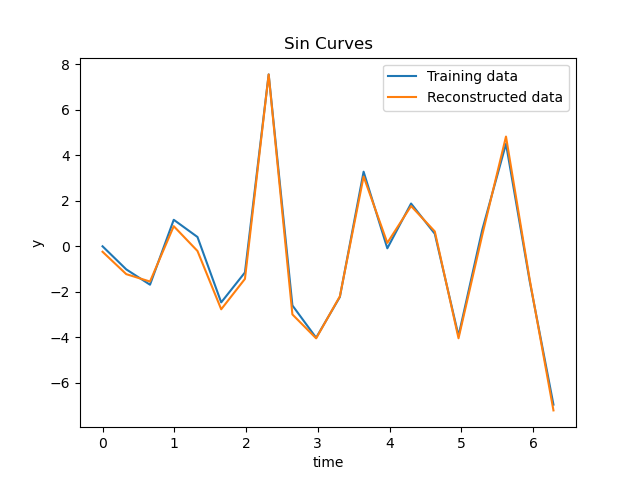 Sin Curves
Training data
Reconstructed data
8
6
4
2
0
−2
−4
−6
y
0 1 2 3 4 5 6
time